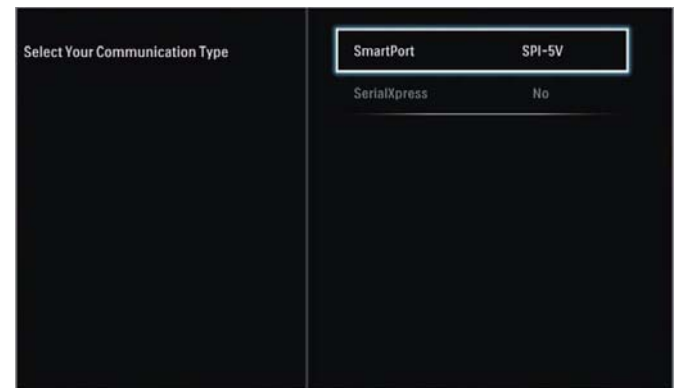 Select Your Communication Type
SmartPort SPI-5V
SerialXpress No